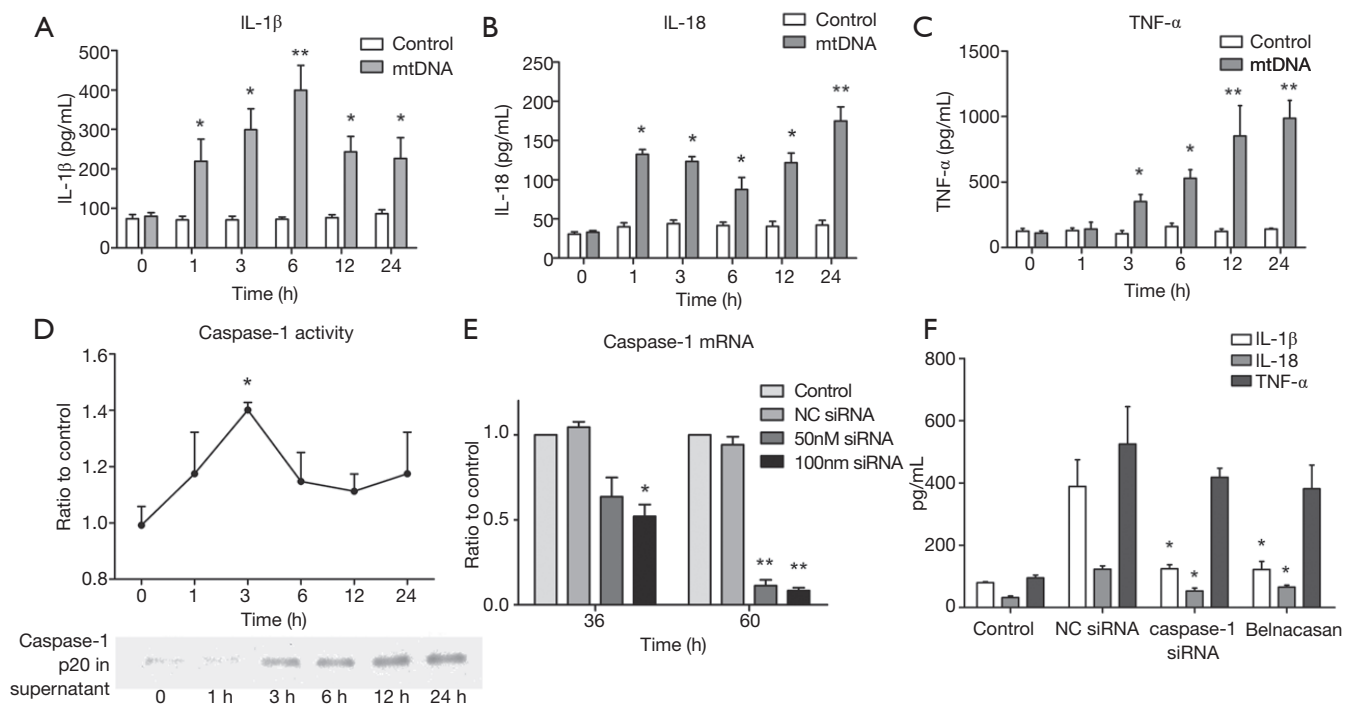 A
IL-1β
Control
mtDNA
IL-1β (pg/mL)
500
400
300
200
100
0
*
*
**
*
*
0 1 3 6 12 24
Time (h)
B
IL-18
Control
mtDNA
IL-18 (pg/mL)
250
200
150
100
50
0
*
*
*
*
**
0 1 3 6 12 24
Time (h)
C
TNF-α
Control
mtDNA
TNF-α (pg/mL)
1500
1000
500
0
*
*
**
**
0 1 3 6 12 24
Time (h)
D
Caspase-1 activity
Ratio to control
1.6
1.4
1.2
1.0
0.8
*
0 1 3 6 12 24
Time (h)
Caspase-1
p20 in
supernatant
0 1 h 3 h 6 h 12 h 24 h
E
Caspase-1 mRNA
Control
NC siRNA
50nM siRNA
100nm siRNA
Ratio to control
1.0
0.5
0.0
*
**
**
36 60
Time (h)
F
IL-1β
IL-18
TNF-α
pg/mL
800
600
400
200
0
*
*
*
*
Control NC siRNA caspase-1 Belnacasan
siRNA